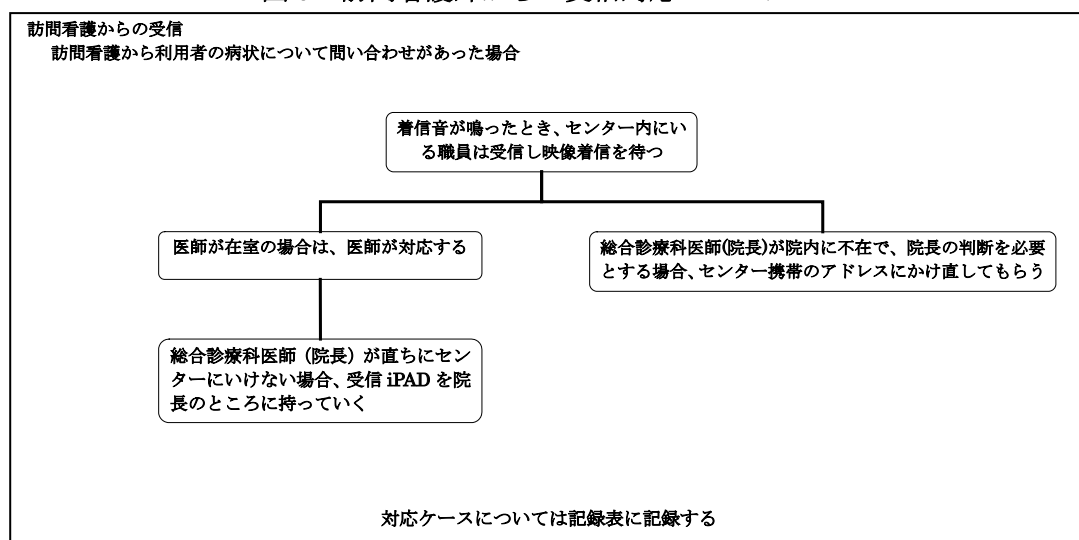 訪問看護からの受信
訪問看護から利用者の病状について問い合わせがあった場合
着信音が鳴ったとき、センター内にい
る職員は受信し映像着信を待つ
医師が在室の場合は、医師が対応する
総合診療科医師(院長)が院内に不在で、院長の判断を必要
とする場合、センター携帯のアドレスにかけ直してもらう
総合診療科医師（院長）が直ちにセン
ターにいけない場合、受信 iPAD を院
長のところに持っていく
対応ケースについては記録表に記録する